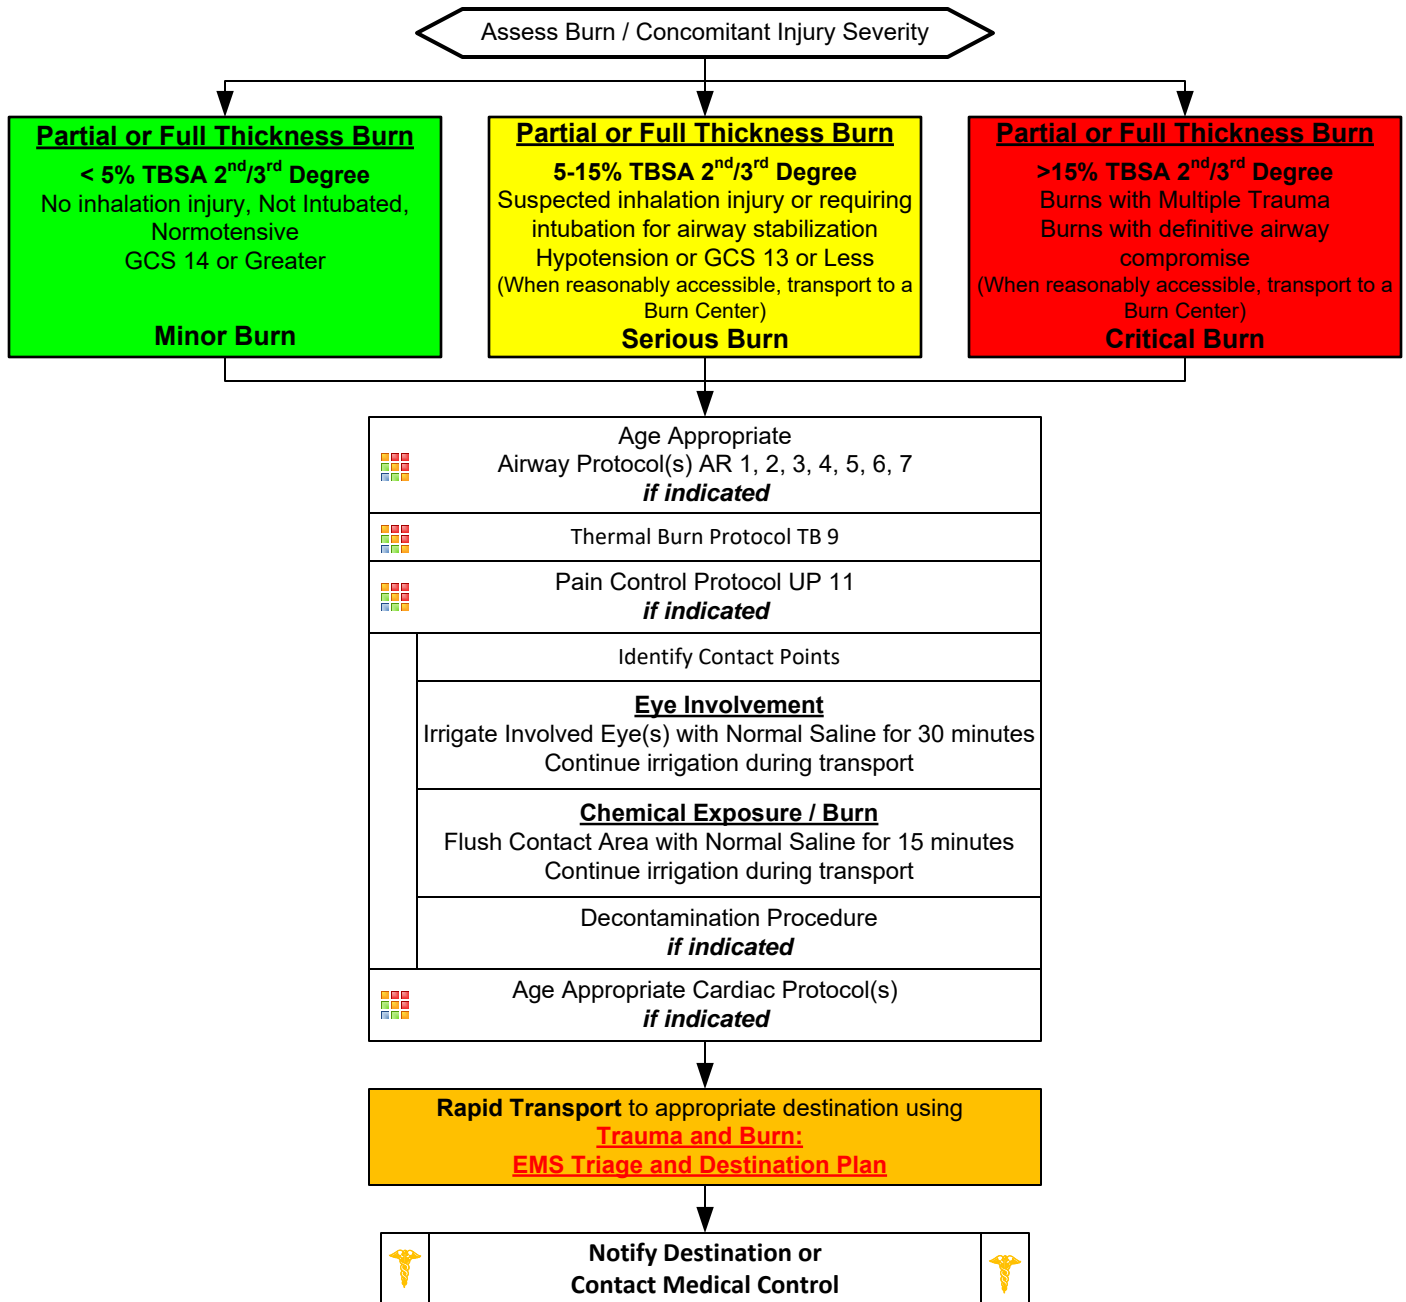 Assess Burn / Concomitant Injury Severity
Partial or Full Thickness Burn
< 5% TBSA 2nd/3rd Degree
No inhalation injury, Not Intubated,
Normotensive
GCS 14 or Greater
Minor Burn
Partial or Full Thickness Burn
5-15% TBSA 2nd/3rd Degree
Suspected inhalation injury or requiring
intubation for airway stabilization
Hypotension or GCS 13 or Less
(When reasonably accessible, transport to a
Burn Center)
Serious Burn
Partial or Full Thickness Burn
>15% TBSA 2nd/3rd Degree
Burns with Multiple Trauma
Burns with definitive airway
compromise
(When reasonably accessible, transport to a
Burn Center)
Critical Burn
Age Appropriate
Airway Protocol(s) AR 1, 2, 3, 4, 5, 6, 7
if indicated
Thermal Burn Protocol TB 9
Pain Control Protocol UP 11
if indicated
Identify Contact Points
Eye Involvement
Irrigate Involved Eye(s) with Normal Saline for 30 minutes
Continue irrigation during transport
Chemical Exposure / Burn
Flush Contact Area with Normal Saline for 15 minutes
Continue irrigation during transport
Decontamination Procedure
if indicated
Age Appropriate Cardiac Protocol(s)
if indicated
Rapid Transport to appropriate destination using
Trauma and Burn:
EMS Triage and Destination Plan
Notify Destination or
Contact Medical Control